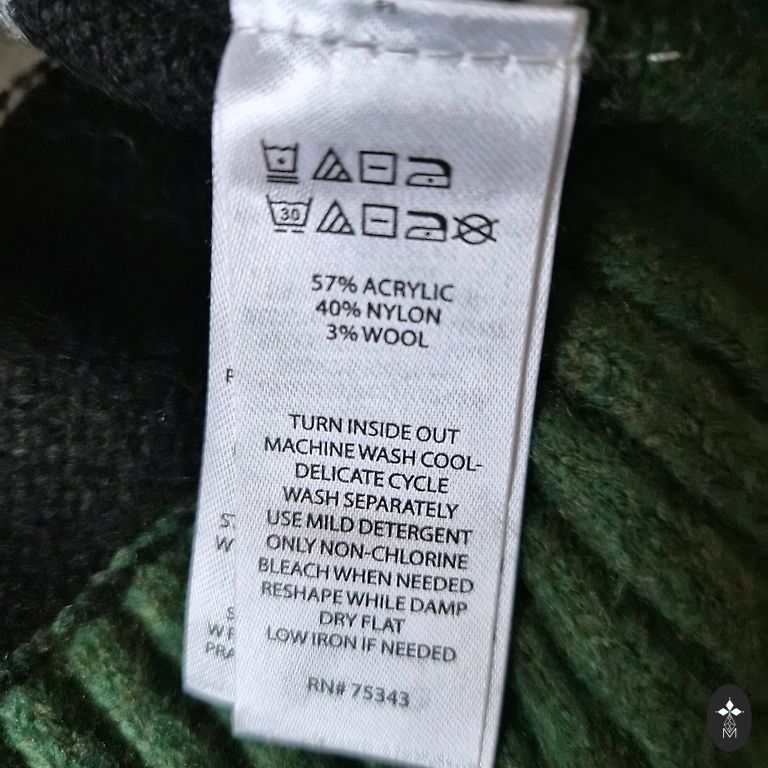 30
57% ACRYLIC
40% NYLON
3% WOOL
TURN INSIDE OUT
MACHINE WASH COOL-
DELICATE CYCLE
WASH SEPARATELY
USE MILD DETERGENT
ONLY NON-CHLORINE
BLEACH WHEN NEEDED
RESHAPE WHILE DAMP
DRY FLAT
LOW IRON IF NEEDED
RN# 75343
M